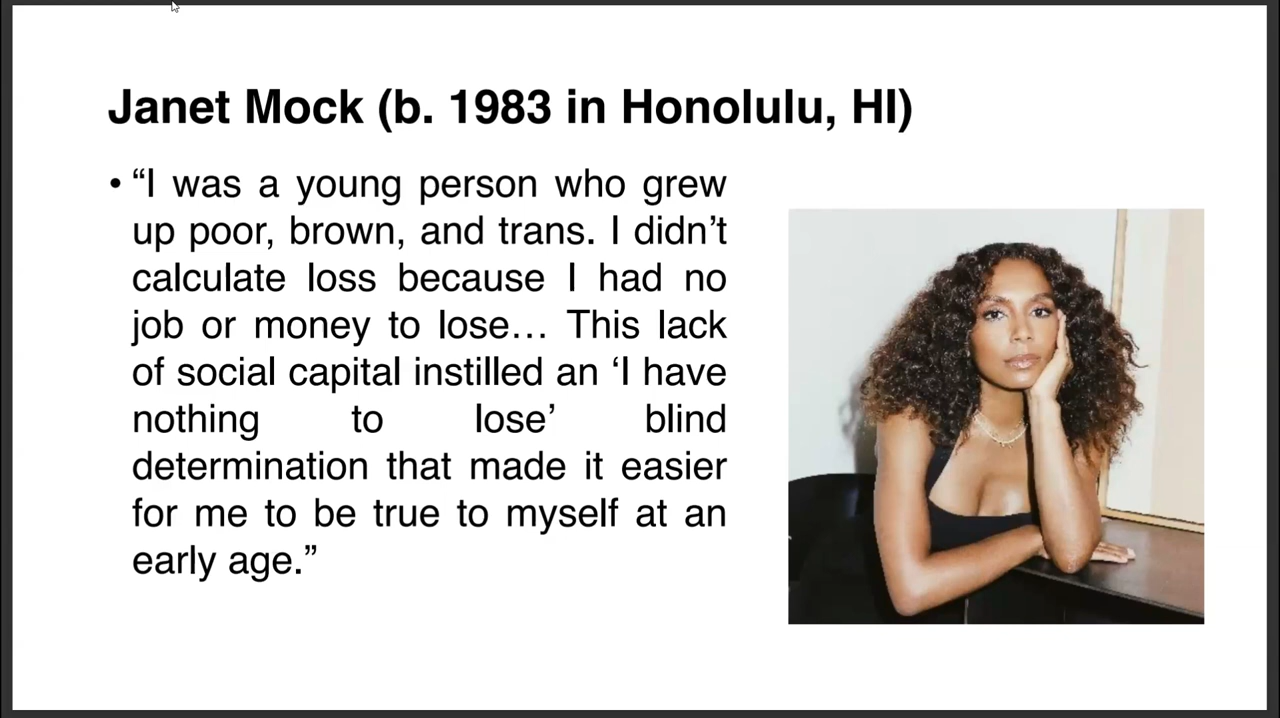 Janet Mock (b. 1983 in Honolulu, HI)
• “I was a young person who grew
up poor, brown, and trans. I didn’t
calculate loss because I had no
job or money to lose… This lack
of social capital instilled an ‘I have
nothing to lose’ blind
determination that made it easier
for me to be true to myself at an
early age.”